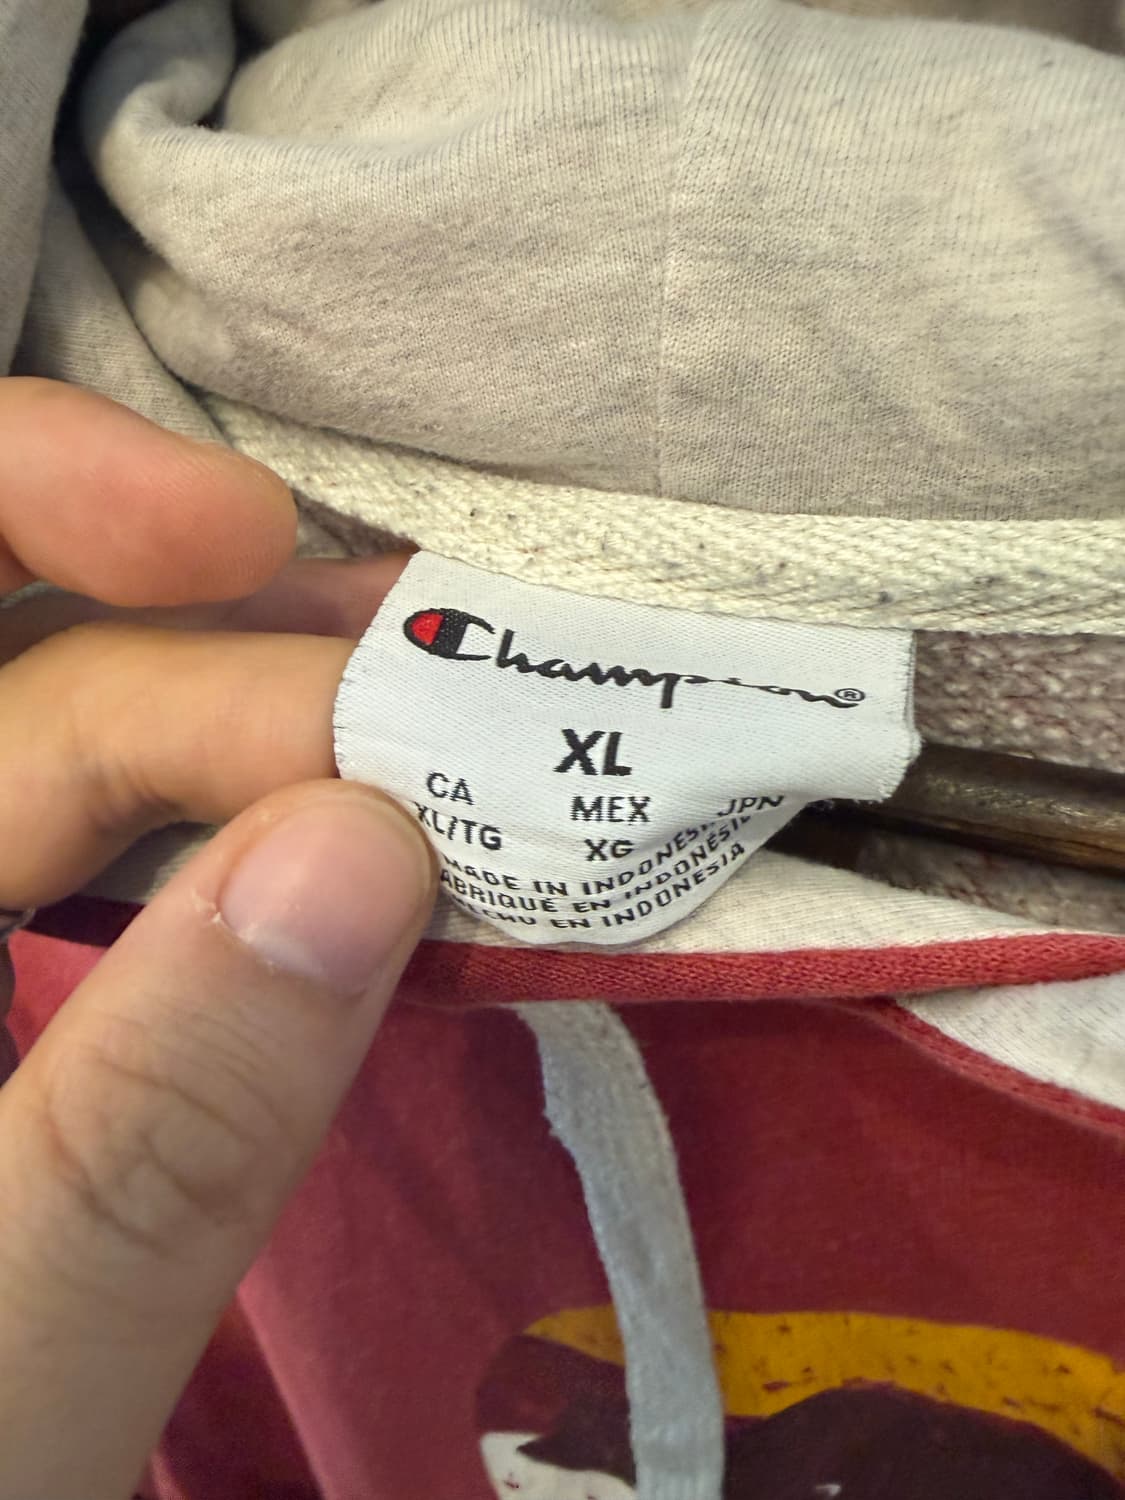 Champion®
XL
CA MEX JPN
XL/TG XG
MADE IN INDONESIA
FABRIQUÉ EN INDONÉSIE
HECHO EN INDONESIA